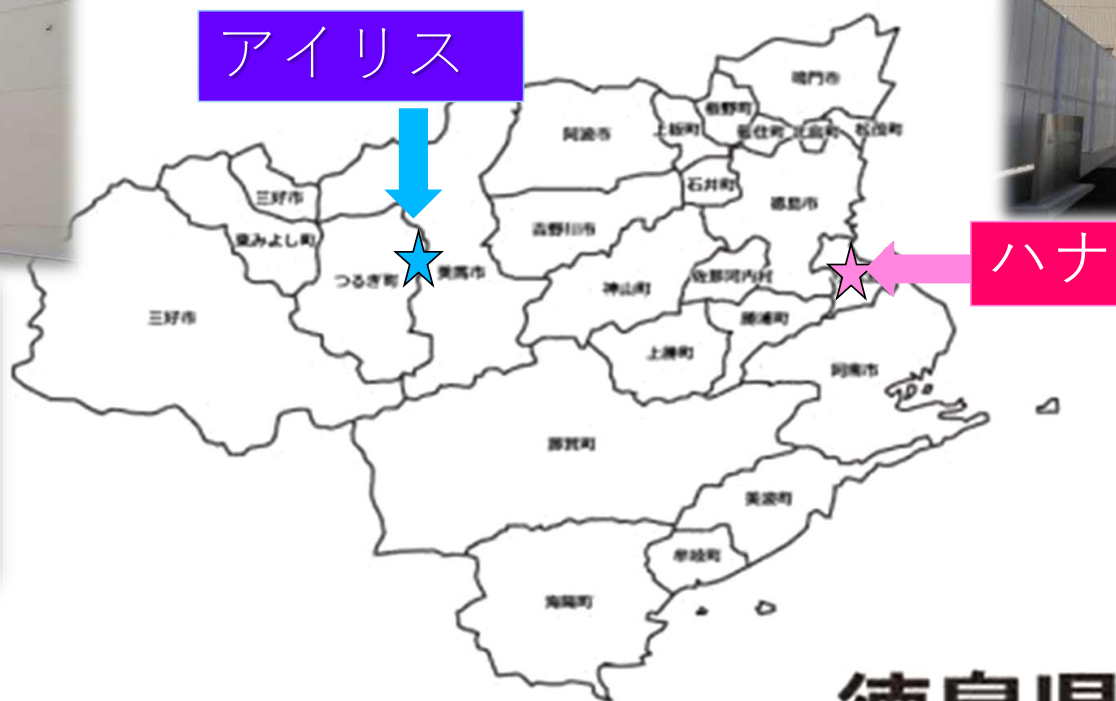 アイリス
鳴門市
板野町
阿波市
上板町
藍住町
北島町
松茂町
石井町
三好市
徳島市
吉野川市
東みよし町
つるぎ町
美馬市
神山町
佐那河内村
ハナ
三好市
勝浦町
上勝町
阿南市
那賀町
美波町
牟岐町
海陽町
徳島県